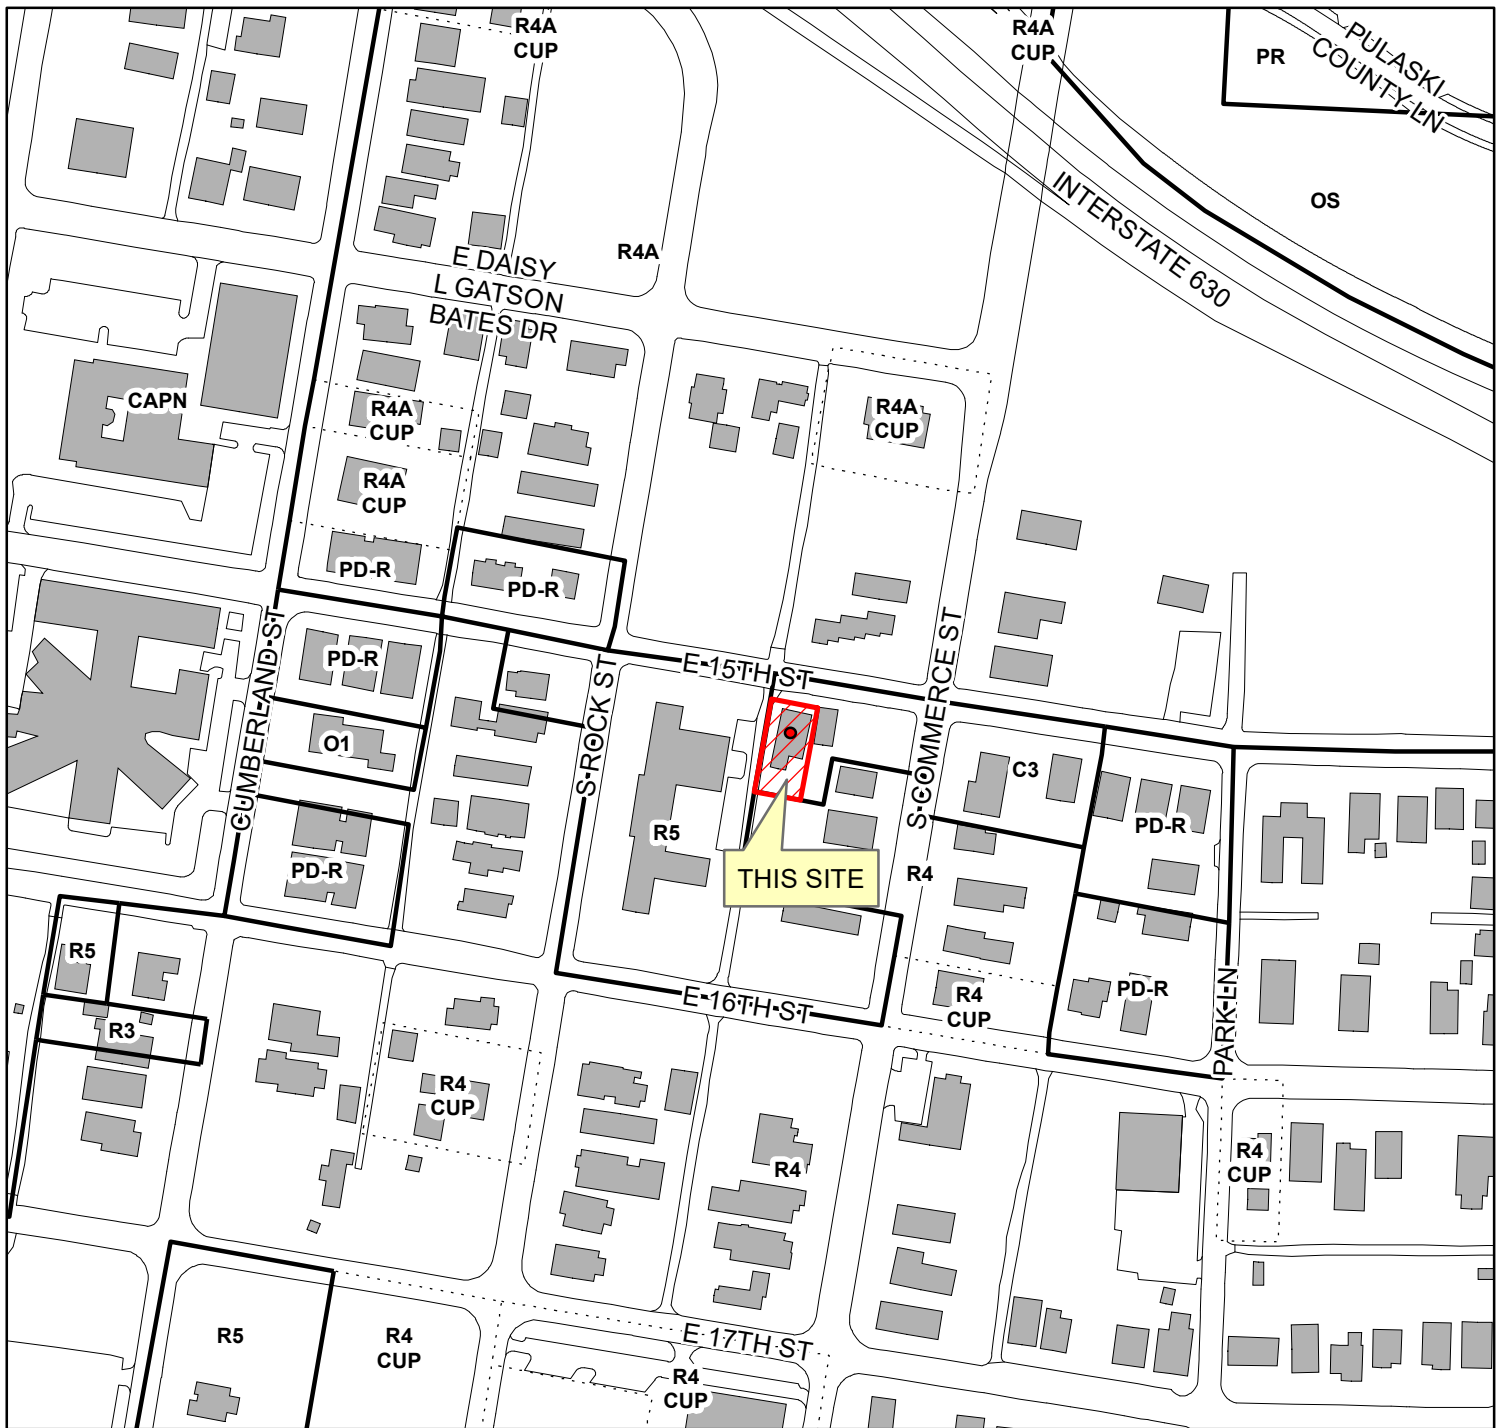 R4A
CUP
R4A
CUP
PR
PULASKI
COUNTY LN
OS
INTERSTATE 630
R4A
E DAISY
L GATSON
BATES DR
CAPN
R4A
CUP
R4A
CUP
R4A
CUP
PD-R
PD-R
PD-R
E 15TH ST
S COMMERCE ST
S ROCK ST
CUMBERLAND ST
O1
C3
PD-R
R5
PD-R
THIS SITE
R4
R5
R3
E 16TH ST
R4
CUP
PD-R
PARK LN
R4
CUP
R4
R4
CUP
R5
R4
CUP
E 17TH ST
R4
CUP